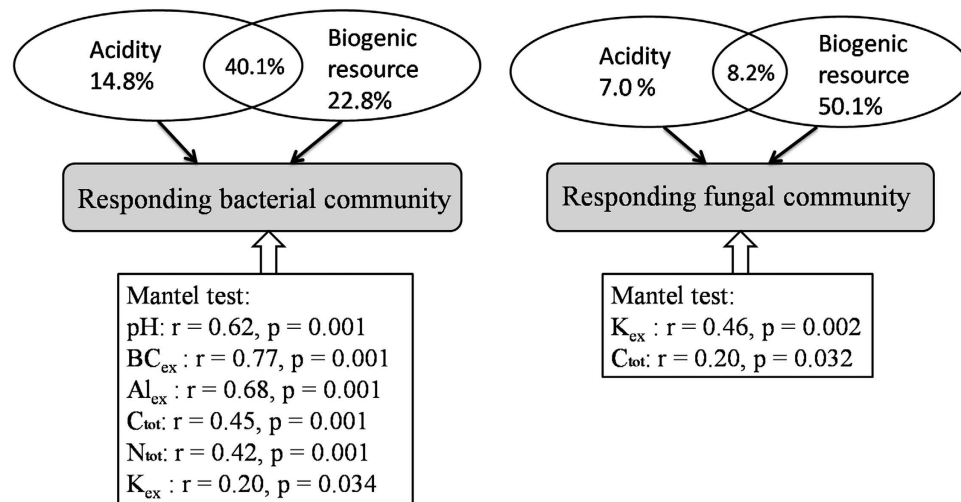 Acidity
14.8%
40.1%
Biogenic
resource
22.8%
Responding bacterial community
Mantel test:
pH: r = 0.62, p = 0.001
BCex : r = 0.77, p = 0.001
Alex : r = 0.68, p = 0.001
Ctot: r = 0.45, p = 0.001
Ntot: r = 0.42, p = 0.001
Kex : r = 0.20, p = 0.034
Acidity
7.0 %
8.2%
Biogenic
resource
50.1%
Responding fungal community
Mantel test:
Kex : r = 0.46, p = 0.002
Ctot: r = 0.20, p = 0.032